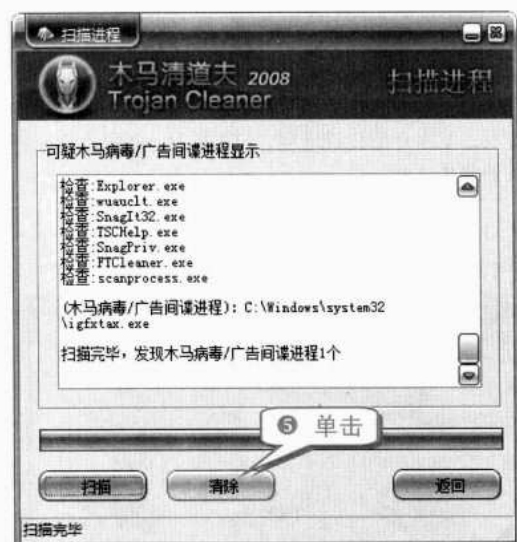 扫描进程
木马清道夫 2008
Trojan Cleaner
扫描进程
可疑木马病毒/广告间谍进程显示
检查:Explorer.exe
检查:wuauclt.exe
检查:SnagIt32.exe
检查:TSCHelp.exe
检查:SnagPriv.exe
检查:FTCleaner.exe
检查:scanprocess.exe
(木马病毒/广告间谍进程): C:\Windows\system32
\igfxtax.exe
扫描完毕，发现木马病毒/广告间谍进程1个
❺ 单击
扫描
清除
返回
扫描完毕